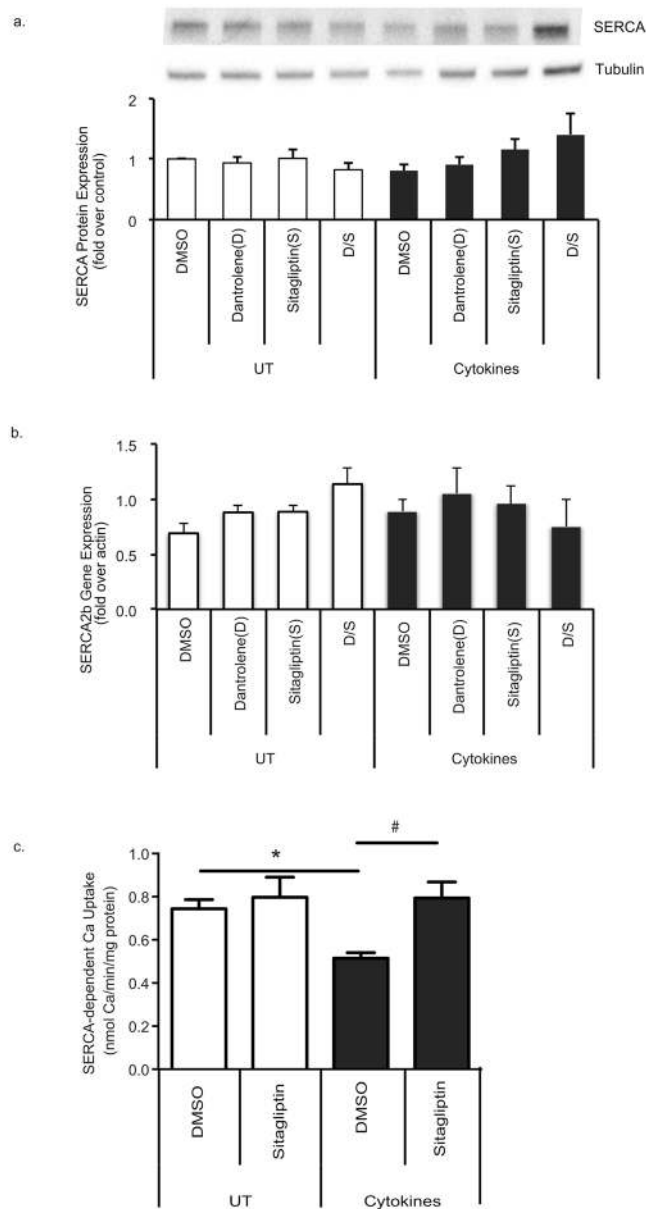 a.
SERCA
Tubulin
SERCA Protein Expression
(fold over control)
2
1
0
DMSO
Dantrolene(D)
Sitagliptin(S)
D/S
DMSO
Dantrolene(D)
Sitagliptin(S)
D/S
UT
Cytokines
b.
SERCA2b Gene Expression
(fold over actin)
1.5
1.0
0.5
0.0
DMSO
Dantrolene(D)
Sitagliptin(S)
D/S
DMSO
Dantrolene(D)
Sitagliptin(S)
D/S
UT
Cytokines
c.
SERCA-dependent Ca Uptake
(nmol Ca/min/mg protein)
1.0
0.8
0.6
0.4
0.2
0.0
*
#
DMSO
Sitagliptin
DMSO
Sitagliptin
UT
Cytokines